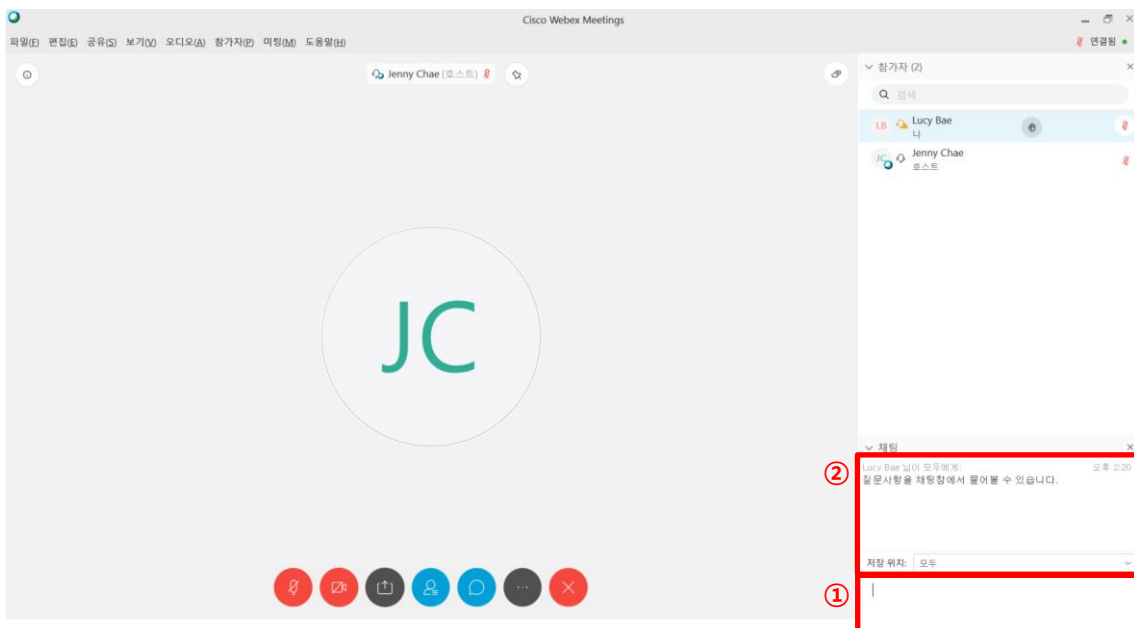 Cisco Webex Meetings
파일(F) 편집(E) 공유(S) 보기(V) 오디오(A) 참가자(P) 미팅(M) 도움말(H)
연결됨
Jenny Chae (호스트)
참가자 (2)
검색
LB Lucy Bae
나
JC Jenny Chae
호스트
JC
채팅
②
Lucy Bae 님이 모두에게: 오후 2:20
질문사항을 채팅창에서 물어볼 수 있습니다.
저장 위치: 모두
①